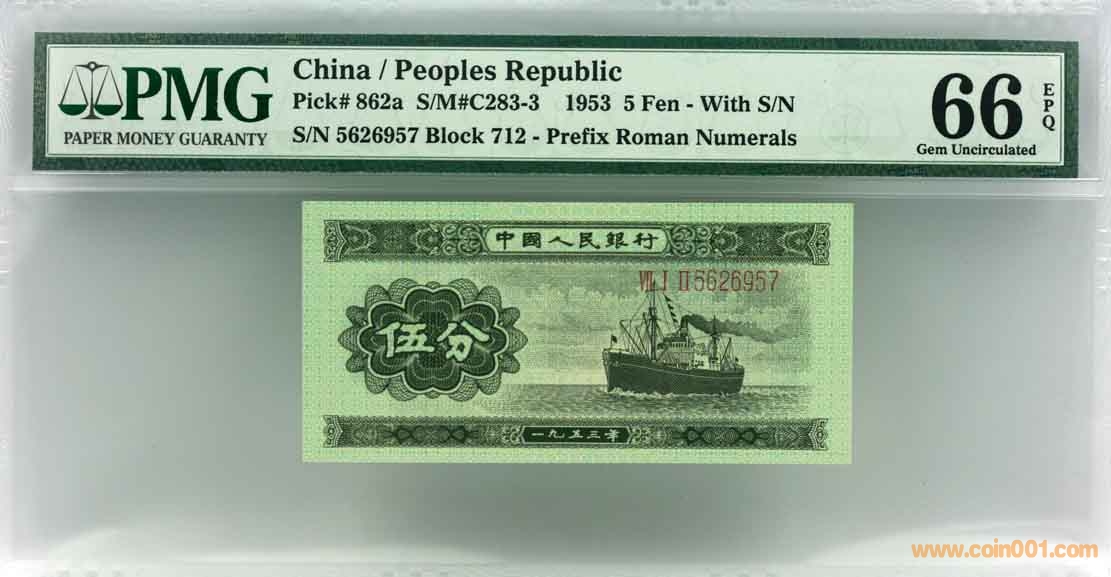 PMG
PAPER MONEY GUARANTY
China / Peoples Republic
Pick# 862a S/M#C283-3 1953 5 Fen - With S/N
S/N 5626957 Block 712 - Prefix Roman Numerals
66
EPQ
Gem Uncirculated
中國人民銀行
Ⅶ Ⅰ Ⅱ 5626957
伍分
一九五三年
www.coin001.com